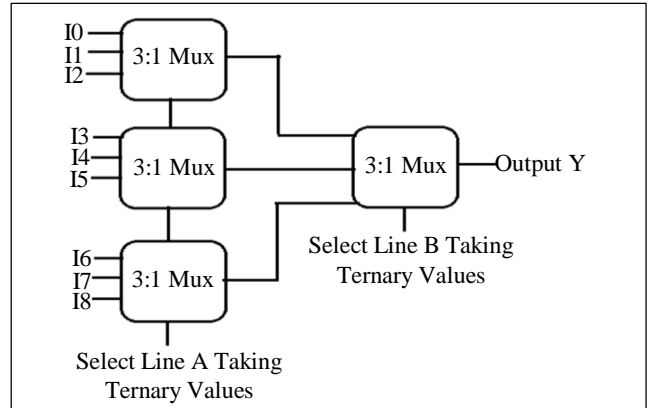 I0
I1
I2
3:1 Mux
I3
I4
I5
3:1 Mux
3:1 Mux
Output Y
I6
I7
I8
3:1 Mux
Select Line B Taking
Ternary Values
Select Line A Taking
Ternary Values